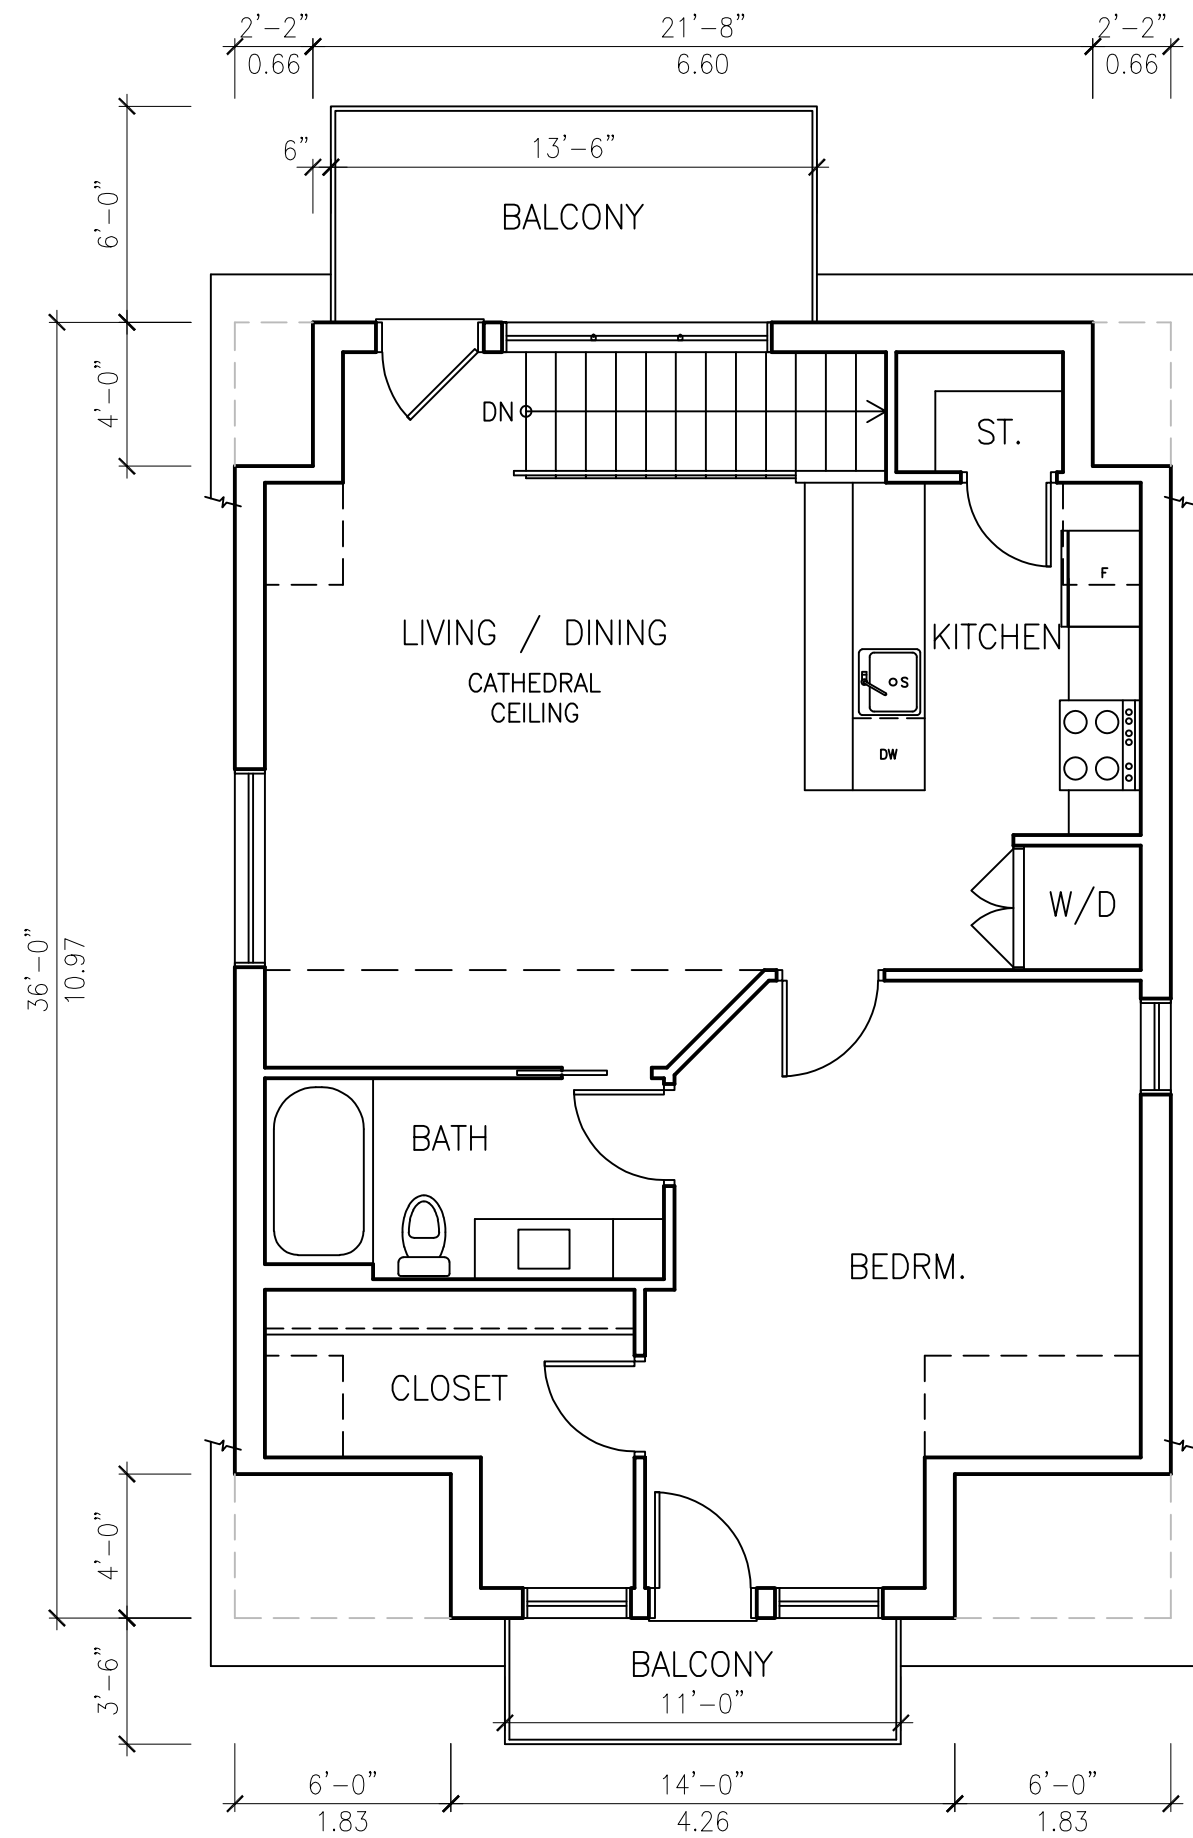 2'-2"
21'-8"
2'-2"
0.66
6.60
0.66
6"
13'-6"
6'-0"
BALCONY
4'-0"
DN
ST.
F
LIVING / DINING
KITCHEN
CATHEDRAL
CEILING
S
DW
W/D
36'-0"
10.97
BATH
BEDRM.
CLOSET
4'-0"
3'-6"
BALCONY
11'-0"
6'-0"
14'-0"
6'-0"
1.83
4.26
1.83